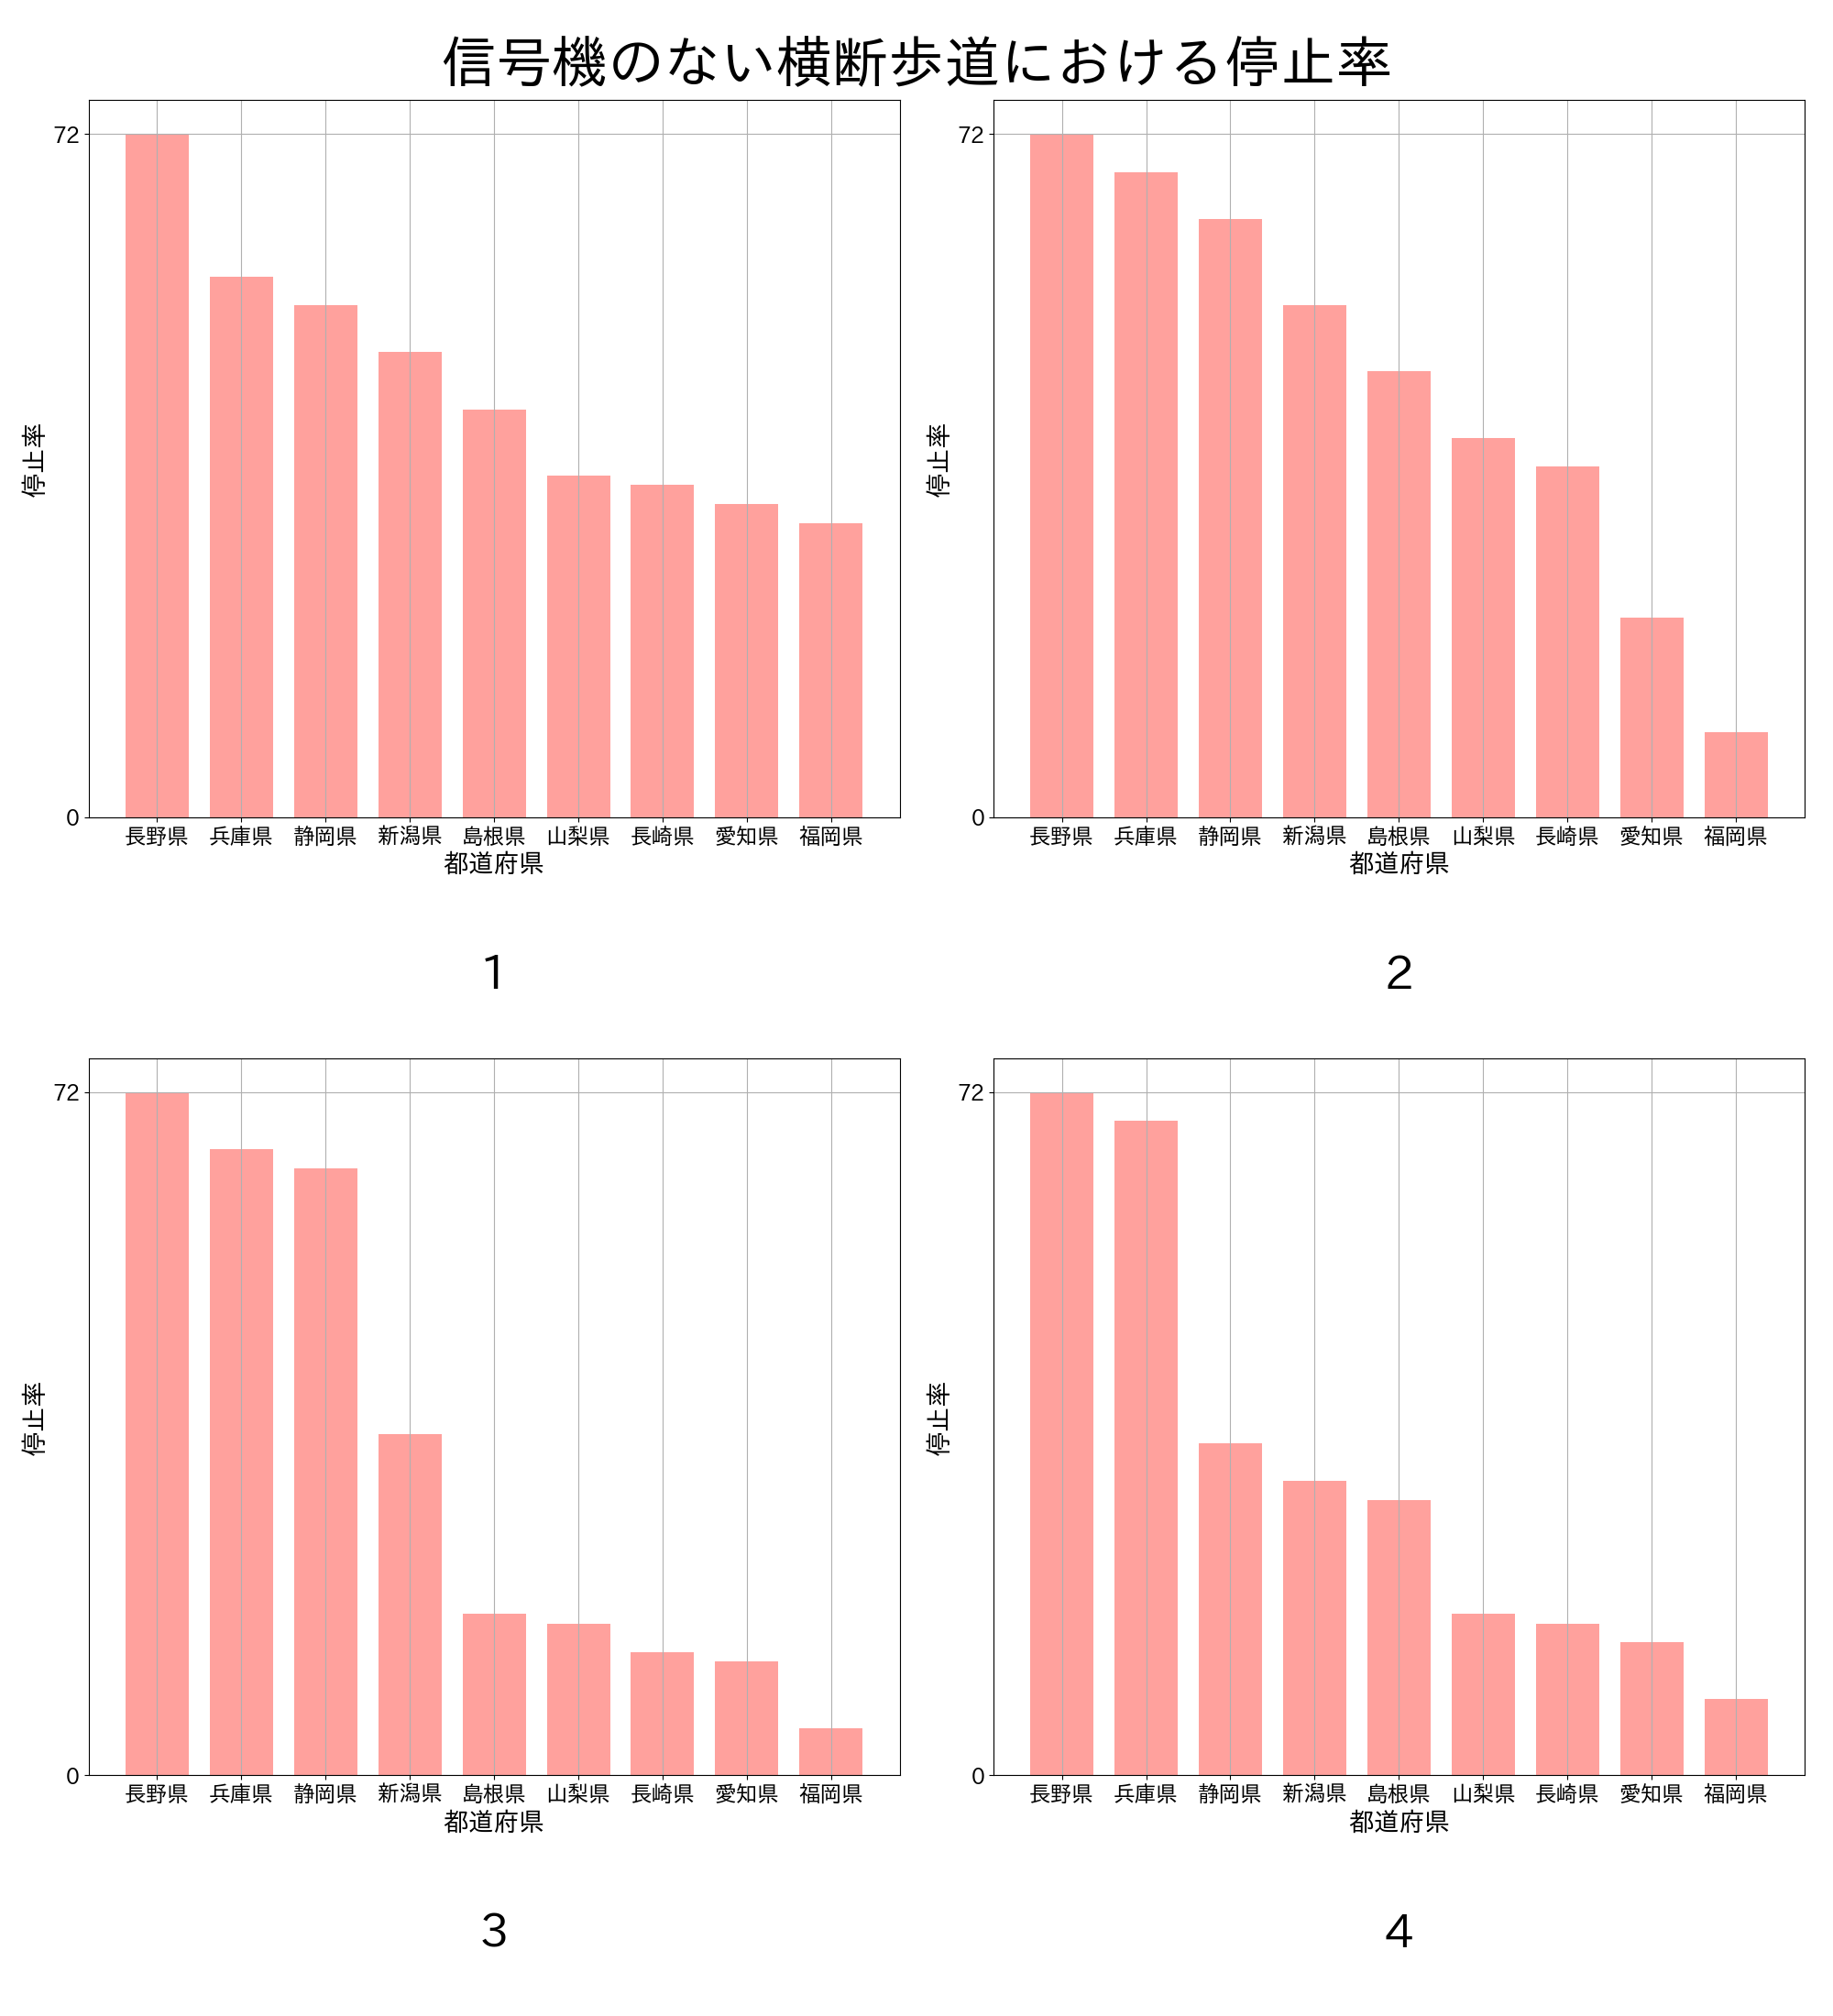 信号機のない横断歩道における停止率
72
0
停止率
長野県 兵庫県 静岡県 新潟県 島根県 山梨県 長崎県 愛知県 福岡県
都道府県
1
72
0
停止率
長野県 兵庫県 静岡県 新潟県 島根県 山梨県 長崎県 愛知県 福岡県
都道府県
2
72
0
停止率
長野県 兵庫県 静岡県 新潟県 島根県 山梨県 長崎県 愛知県 福岡県
都道府県
3
72
0
停止率
長野県 兵庫県 静岡県 新潟県 島根県 山梨県 長崎県 愛知県 福岡県
都道府県
4